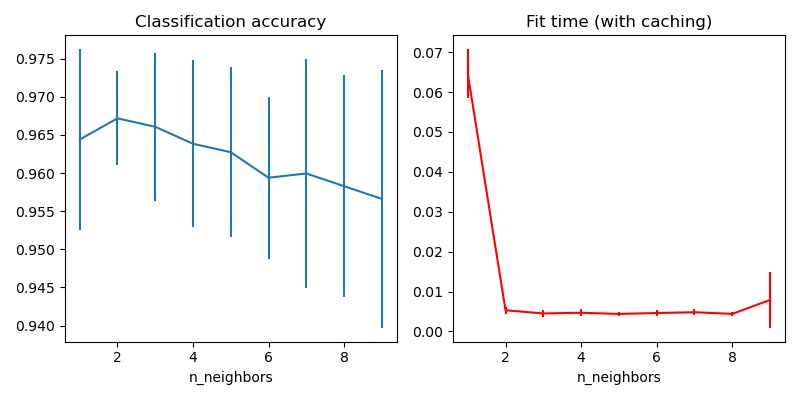 Classification accuracy
0.975
0.970
0.965
0.960
0.955
0.950
0.945
0.940
2 4 6 8
n_neighbors
Fit time (with caching)
0.07
0.06
0.05
0.04
0.03
0.02
0.01
0.00
2 4 6 8
n_neighbors